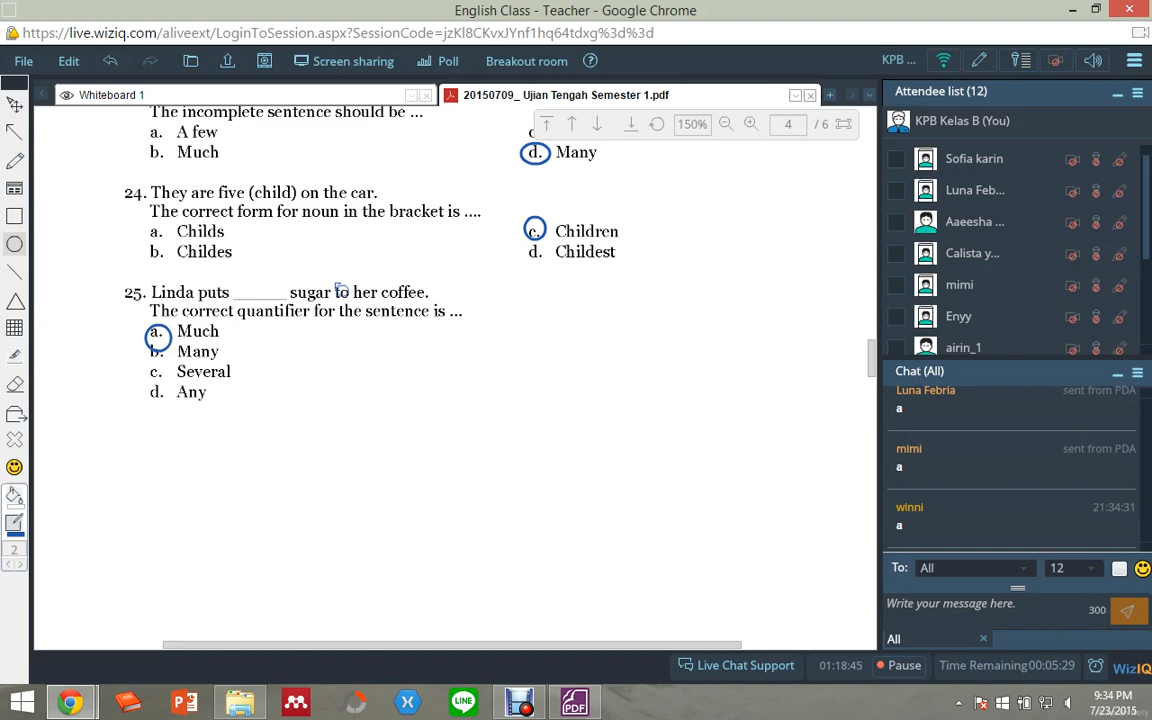 English Class - Teacher - Google Chrome
https://live.wiziq.com/aliveext/LoginToSession.aspx?SessionCode=jzKl8CKvxJYnf1hq64tdxg%3d%3d
File Edit Screen sharing Poll Breakout room ? KPB ...
Whiteboard 1 20150709_ Ujian Tengah Semester 1.pdf
Attendee list (12)
The incomplete sentence should be ...
150% 4 / 6
KPB Kelas B (You)
a. A few
b. Much d. Many
Sofia karin
24. They are five (child) on the car.
Luna Feb...
The correct form for noun in the bracket is ....
Aaeesha ...
a. Childs c. Children
b. Childes d. Childest
Calista y...
25. Linda puts ______ sugar to her coffee.
mimi
The correct quantifier for the sentence is ...
Enyy
a. Much
b. Many
airin_1
c. Several
Chat (All)
d. Any
Luna Febria sent from PDA
a
mimi sent from PDA
a
winni 21:34:31
a
To: All 12
2
Write your message here. 300
All
Live Chat Support 01:18:45 Pause Time Remaining 00:05:29 WizIQ
PDF
LINE
9:34 PM
7/23/2015